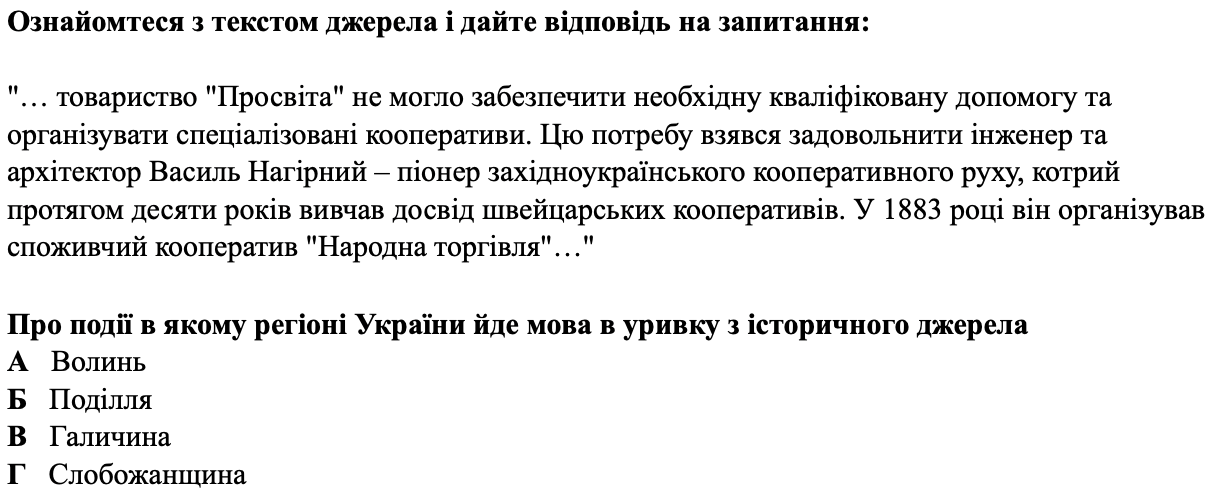 Ознайомтеся з текстом джерела і дайте відповідь на запитання:
"… товариство "Просвіта" не могло забезпечити необхідну кваліфіковану допомогу та
організувати спеціалізовані кооперативи. Цю потребу взявся задовольнити інженер та
архітектор Василь Нагірний – піонер західноукраїнського кооперативного руху, котрий
протягом десяти років вивчав досвід швейцарських кооперативів. У 1883 році він організував
споживчий кооператив "Народна торгівля"…"
Про події в якому регіоні України йде мова в уривку з історичного джерела
А Волинь
Б Поділля
В Галичина
Г Слобожанщина